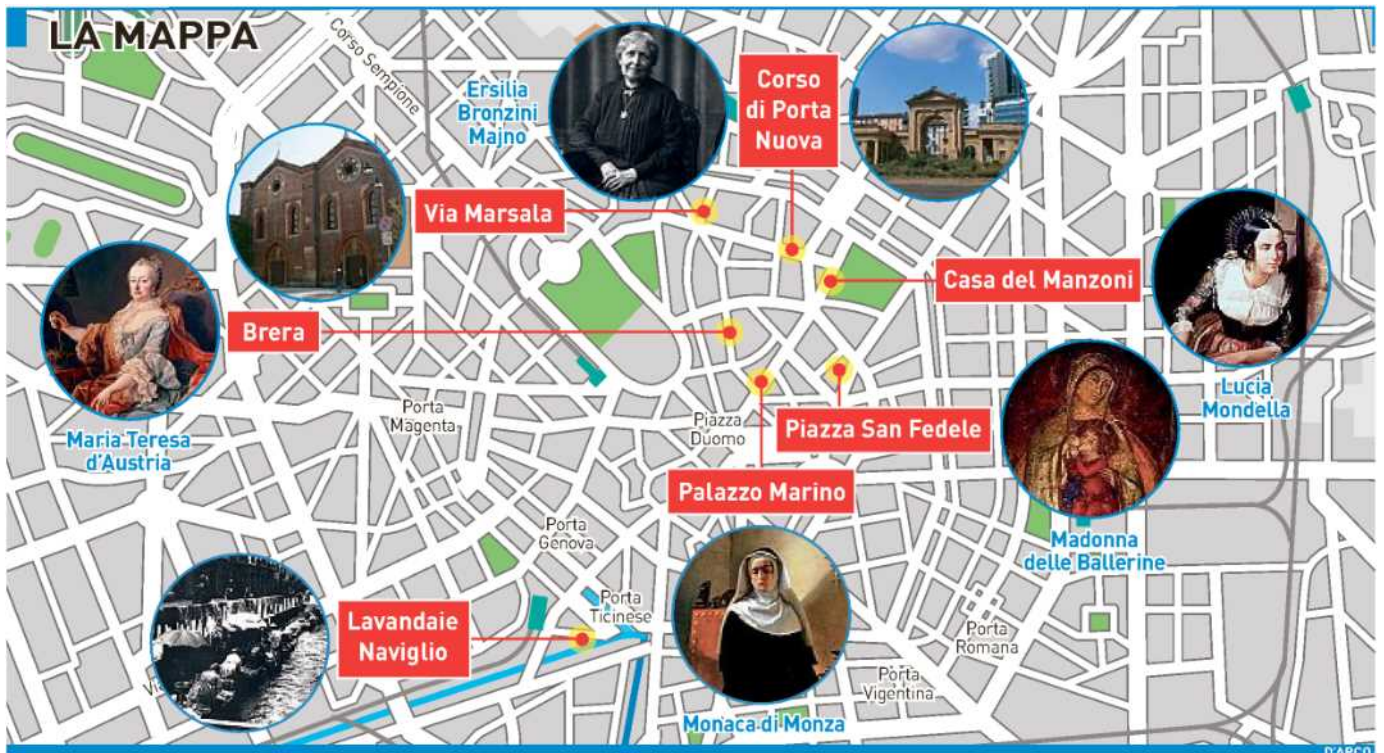 LA MAPPA
Corso Sempione
Ersilia
Bronzini
Majno
Corso
di Porta
Nuova
Via Marsala
Casa del Manzoni
Brera
Lucia
Mondella
Maria Teresa
d'Austria
Porta
Magenta
Piazza
Duomo
Piazza San Fedele
Palazzo Marino
Madonna
delle Ballerine
Porta
Genova
Lavandaie
Naviglio
Porta
Ticinese
Porta
Romana
Porta
Vigentina
Monaca di Monza
D'ARCO